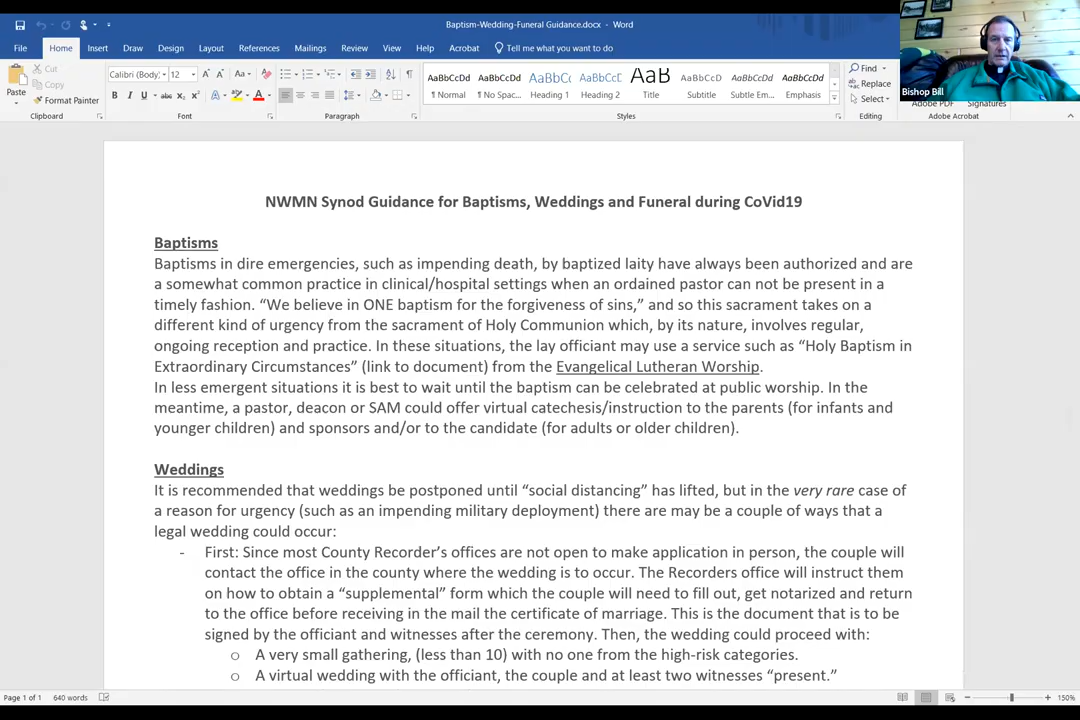 Baptism-Wedding-Funeral Guidance.docx - Word
File Home Insert Draw Design Layout References Mailings Review View Help Acrobat Tell me what you want to do
Paste
Cut
Copy
Format Painter
Clipboard
Calibri (Body) 12
Font
Paragraph
AaBbCcDd AaBbCcDd AaBbCc AaBbCcD AaB AaBbCcD AaBbCcDd AaBbCcDd
¶ Normal ¶ No Spac... Heading 1 Heading 2 Title Subtitle Subtle Em... Emphasis
Styles
Find
Replace
Select
Editing
Bishop Bill
Adobe PDF Signatures
Adobe Acrobat
NWMN Synod Guidance for Baptisms, Weddings and Funeral during CoVid19
Baptisms
Baptisms in dire emergencies, such as impending death, by baptized laity have always been authorized and are
a somewhat common practice in clinical/hospital settings when an ordained pastor can not be present in a
timely fashion. “We believe in ONE baptism for the forgiveness of sins,” and so this sacrament takes on a
different kind of urgency from the sacrament of Holy Communion which, by its nature, involves regular,
ongoing reception and practice. In these situations, the lay officiant may use a service such as “Holy Baptism in
Extraordinary Circumstances” (link to document) from the Evangelical Lutheran Worship.
In less emergent situations it is best to wait until the baptism can be celebrated at public worship. In the
meantime, a pastor, deacon or SAM could offer virtual catechesis/instruction to the parents (for infants and
younger children) and sponsors and/or to the candidate (for adults or older children).
Weddings
It is recommended that weddings be postponed until “social distancing” has lifted, but in the very rare case of
a reason for urgency (such as an impending military deployment) there are may be a couple of ways that a
legal wedding could occur:
- First: Since most County Recorder’s offices are not open to make application in person, the couple will
contact the office in the county where the wedding is to occur. The Recorders office will instruct them
on how to obtain a “supplemental” form which the couple will need to fill out, get notarized and return
to the office before receiving in the mail the certificate of marriage. This is the document that is to be
signed by the officiant and witnesses after the ceremony. Then, the wedding could proceed with:
o A very small gathering, (less than 10) with no one from the high-risk categories.
o A virtual wedding with the officiant, the couple and at least two witnesses “present.”
Page 1 of 1 640 words 150%